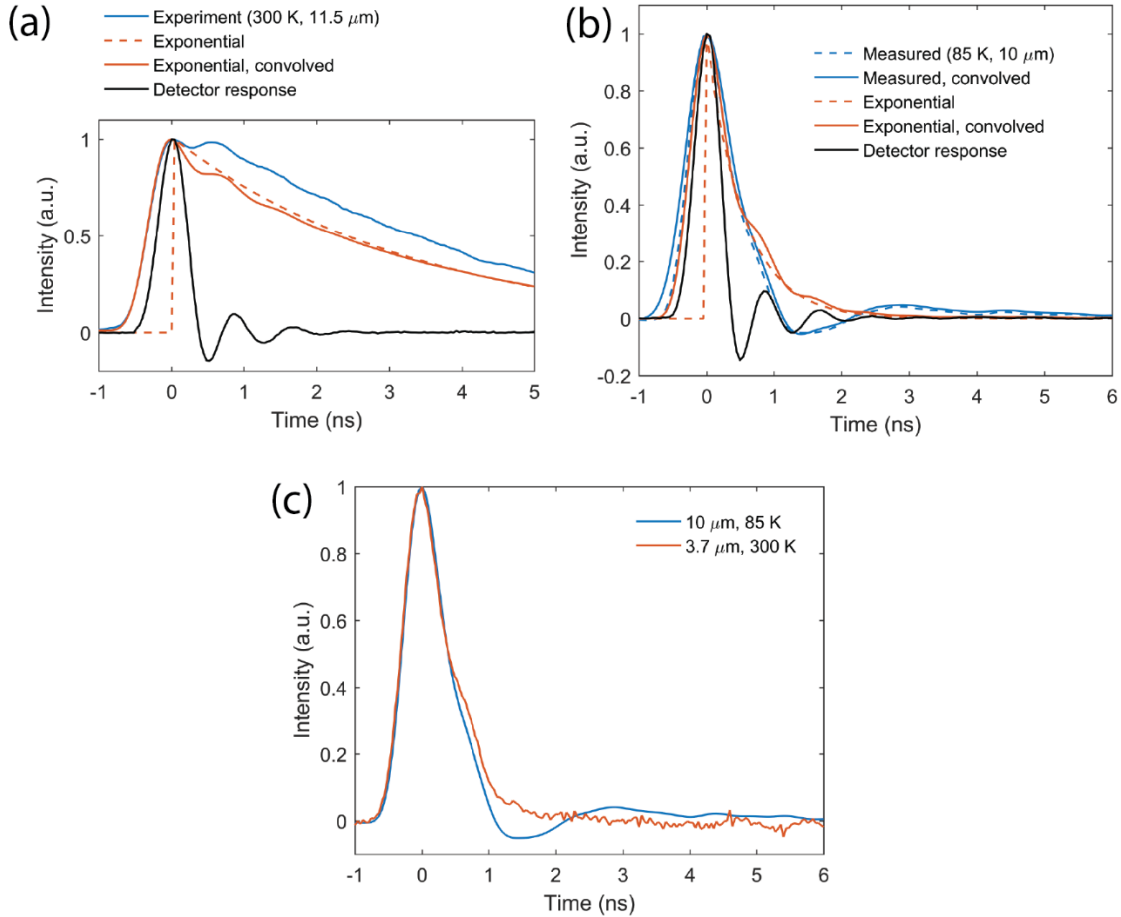 (a)
Experiment (300 K, 11.5 μm)
Exponential
Exponential, convolved
Detector response
1
0.5
0
Intensity (a.u.)
-1 0 1 2 3 4 5
Time (ns)
(b)
Measured (85 K, 10 μm)
Measured, convolved
Exponential
Exponential, convolved
Detector response
1
0.8
0.6
0.4
0.2
0
-0.2
Intensity (a.u.)
-1 0 1 2 3 4 5 6
Time (ns)
(c)
10 μm, 85 K
3.7 μm, 300 K
1
0.8
0.6
0.4
0.2
0
Intensity (a.u.)
-1 0 1 2 3 4 5 6
Time (ns)